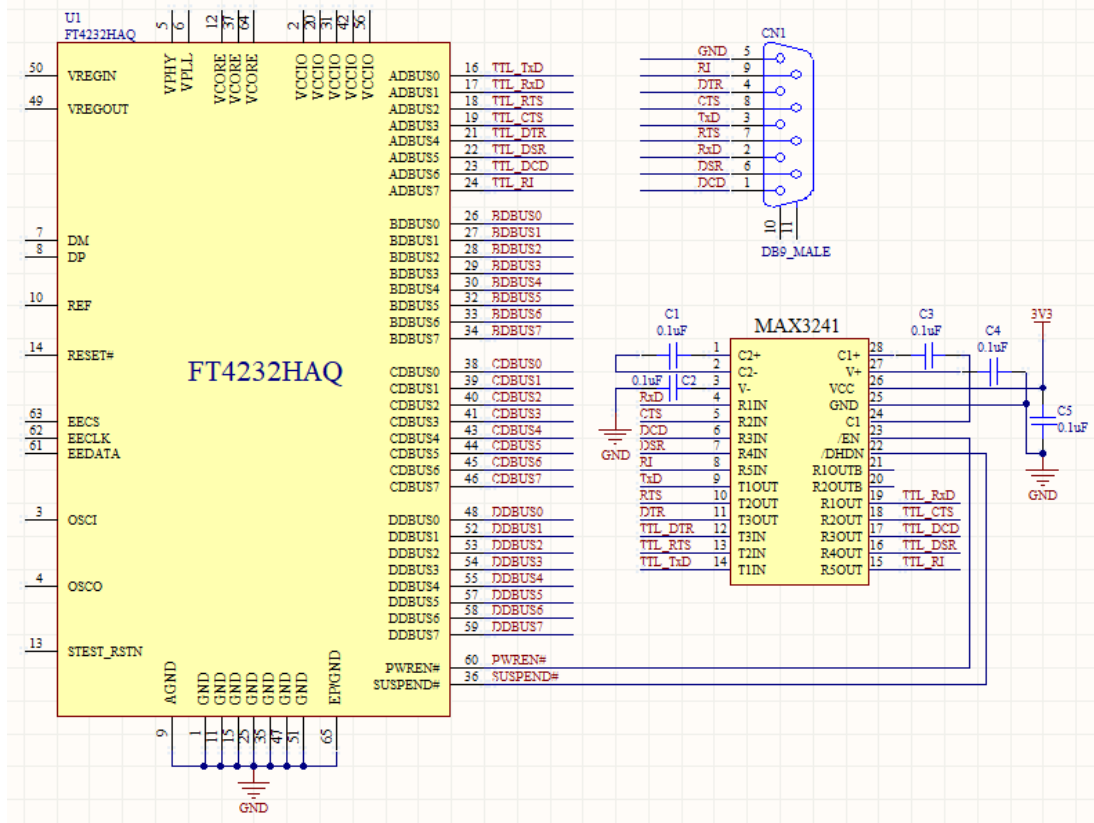 U1
FT4232HAQ
5 6 12 37 64 2 20 31 42 56
VPHY VPLL VCORE VCORE VCORE VCCIO VCCIO VCCIO VCCIO VCCIO
50 VREGIN
49 VREGOUT
7 DM
8 DP
10 REF
14 RESET#
FT4232HAQ
63 EECS
62 EECLK
61 EEDATA
3 OSCI
4 OSCO
13 STEST_RSTN
ADBUS0 16 TTL_TxD
ADBUS1 17 TTL_RxD
ADBUS2 18 TTL_RTS
ADBUS3 19 TTL_CTS
ADBUS4 21 TTL_DTR
ADBUS5 22 TTL_DSR
ADBUS6 23 TTL_DCD
ADBUS7 24 TTL_RI
BDBUS0 26 BDBUS0
BDBUS1 27 BDBUS1
BDBUS2 28 BDBUS2
BDBUS3 29 BDBUS3
BDBUS4 30 BDBUS4
BDBUS5 32 BDBUS5
BDBUS6 33 BDBUS6
BDBUS7 34 BDBUS7
CDBUS0 38 CDBUS0
CDBUS1 39 CDBUS1
CDBUS2 40 CDBUS2
CDBUS3 41 CDBUS3
CDBUS4 43 CDBUS4
CDBUS5 44 CDBUS5
CDBUS6 45 CDBUS6
CDBUS7 46 CDBUS7
DDBUS0 48 DDBUS0
DDBUS1 52 DDBUS1
DDBUS2 53 DDBUS2
DDBUS3 54 DDBUS3
DDBUS4 55 DDBUS4
DDBUS5 57 DDBUS5
DDBUS6 58 DDBUS6
DDBUS7 59 DDBUS7
PWREN# 60 PWREN#
SUSPEND# 36 SUSPEND#
AGND GND GND GND GND GND GND GND EP/GND
9 1 11 15 25 35 47 51 65
GND
CN1
GND 5
RI 9
DTR 4
CTS 8
TxD 3
RTS 7
RxD 2
DSR 6
DCD 1
10 11
DB9_MALE
C1
0.1uF
0.1uF C2
GND
MAX3241
1 C2+
2 C2-
3 V-
RxD 4 R1IN
CTS 5 R2IN
DCD 6 R3IN
DSR 7 R4IN
RI 8 R5IN
TxD 9 T1OUT
RTS 10 T2OUT
DTR 11 T3OUT
TTL_DTR 12 T3IN
TTL_RTS 13 T2IN
TTL_TxD 14 T1IN
C1+ 28
V+ 27
VCC 26
GND 25
C1 24
/EN 23
/DHDN 22
R1OUTB 21
R2OUTB 20
R1OUT 19 TTL_RxD
R2OUT 18 TTL_CTS
R3OUT 17 TTL_DCD
R4OUT 16 TTL_DSR
R5OUT 15 TTL_RI
C3
0.1uF
C4
0.1uF
3V3
C5
0.1uF
GND